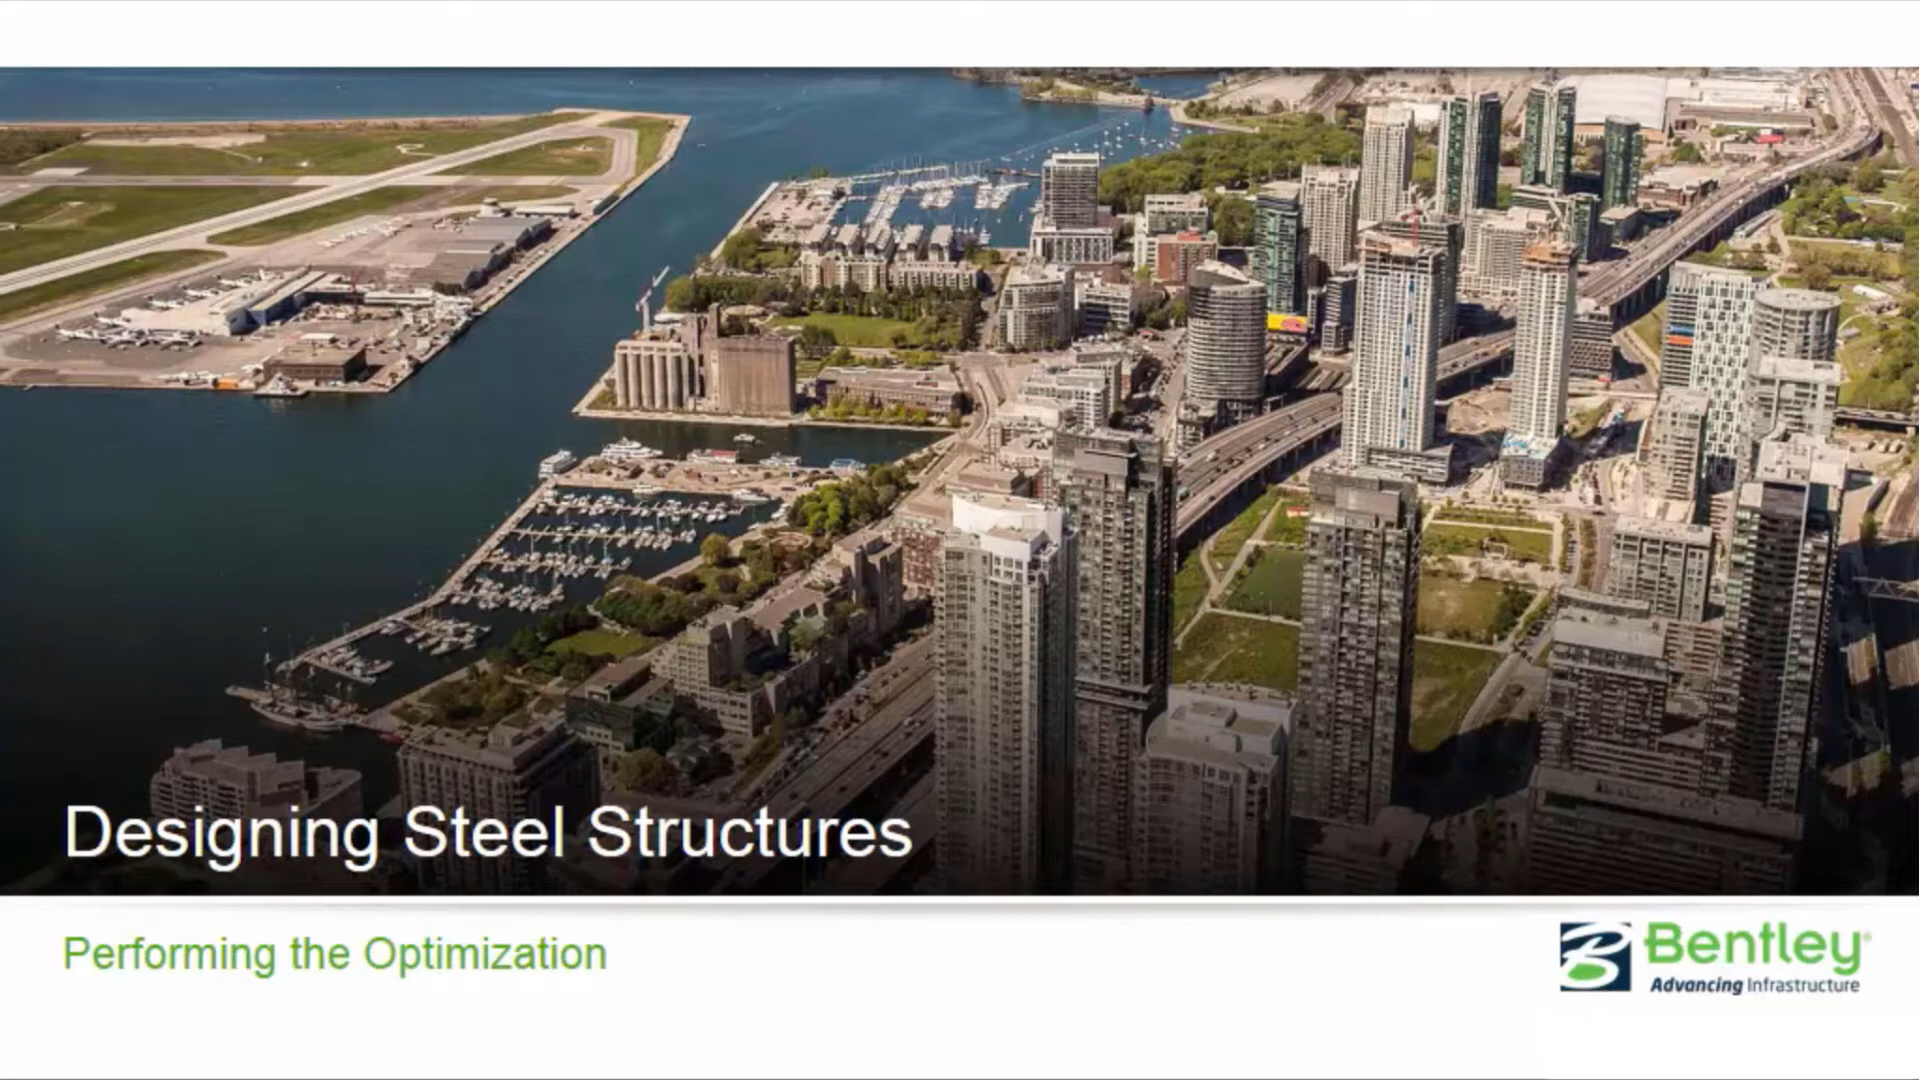 Designing Steel Structures
Performing the Optimization
Bentley®
Advancing Infrastructure